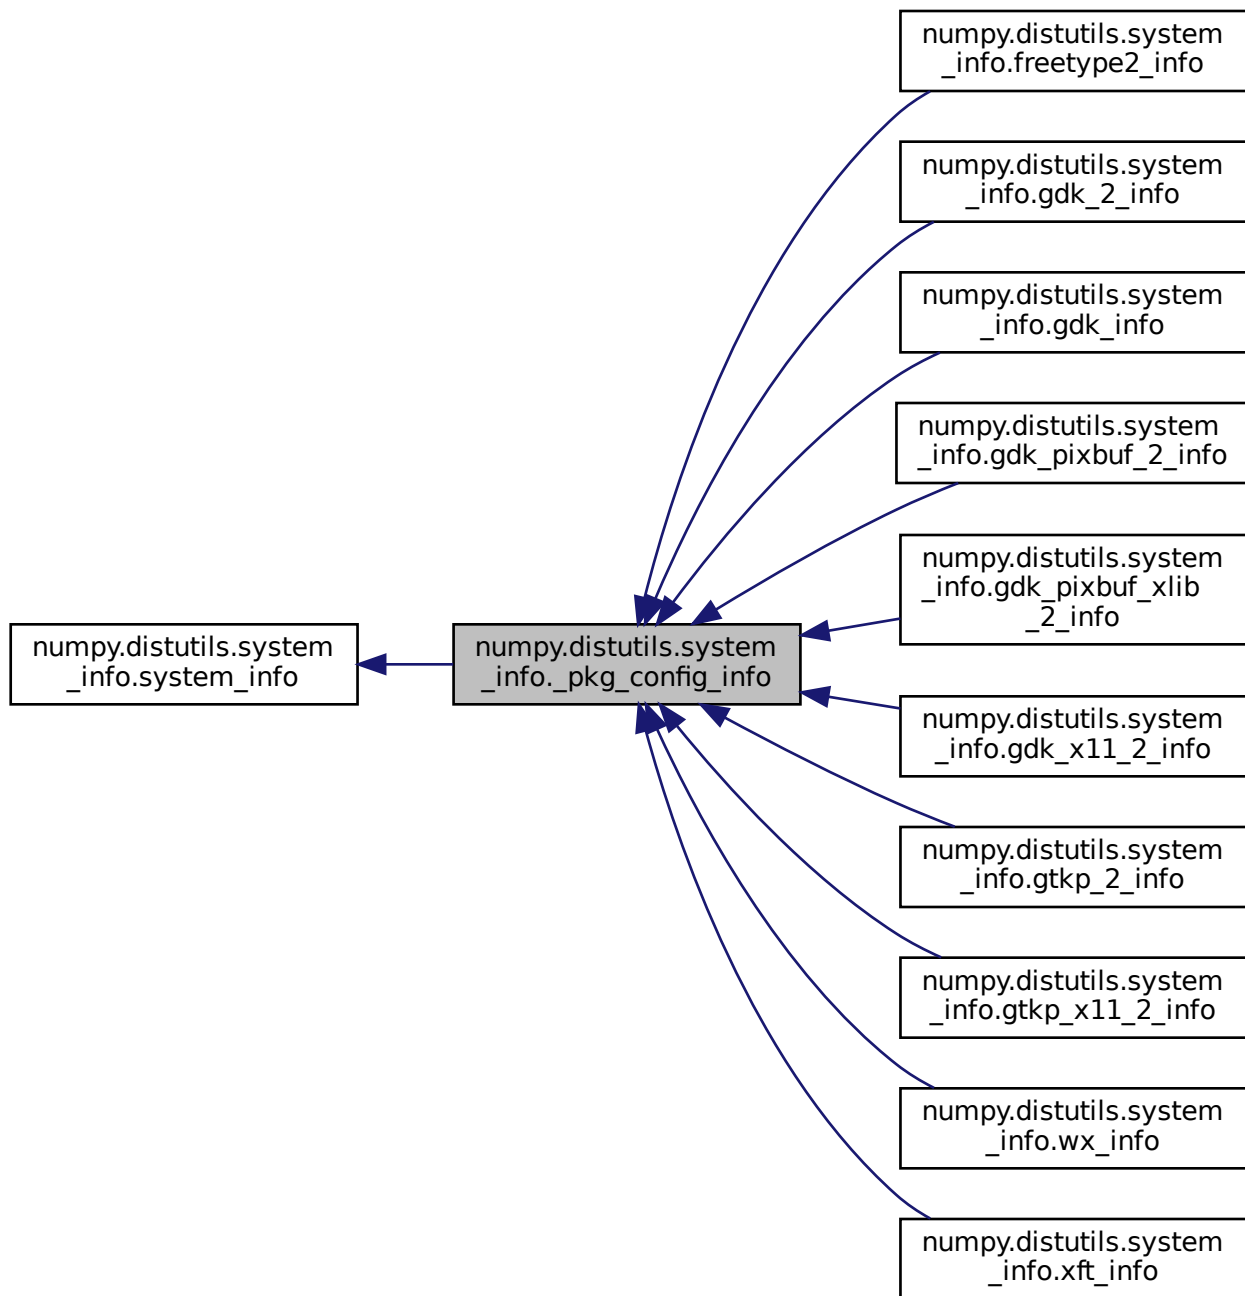 numpy.distutils.system
_info.system_info
numpy.distutils.system
_info._pkg_config_info
numpy.distutils.system
_info.freetype2_info
numpy.distutils.system
_info.gdk_2_info
numpy.distutils.system
_info.gdk_info
numpy.distutils.system
_info.gdk_pixbuf_2_info
numpy.distutils.system
_info.gdk_pixbuf_xlib
_2_info
numpy.distutils.system
_info.gdk_x11_2_info
numpy.distutils.system
_info.gtkp_2_info
numpy.distutils.system
_info.gtkp_x11_2_info
numpy.distutils.system
_info.wx_info
numpy.distutils.system
_info.xft_info